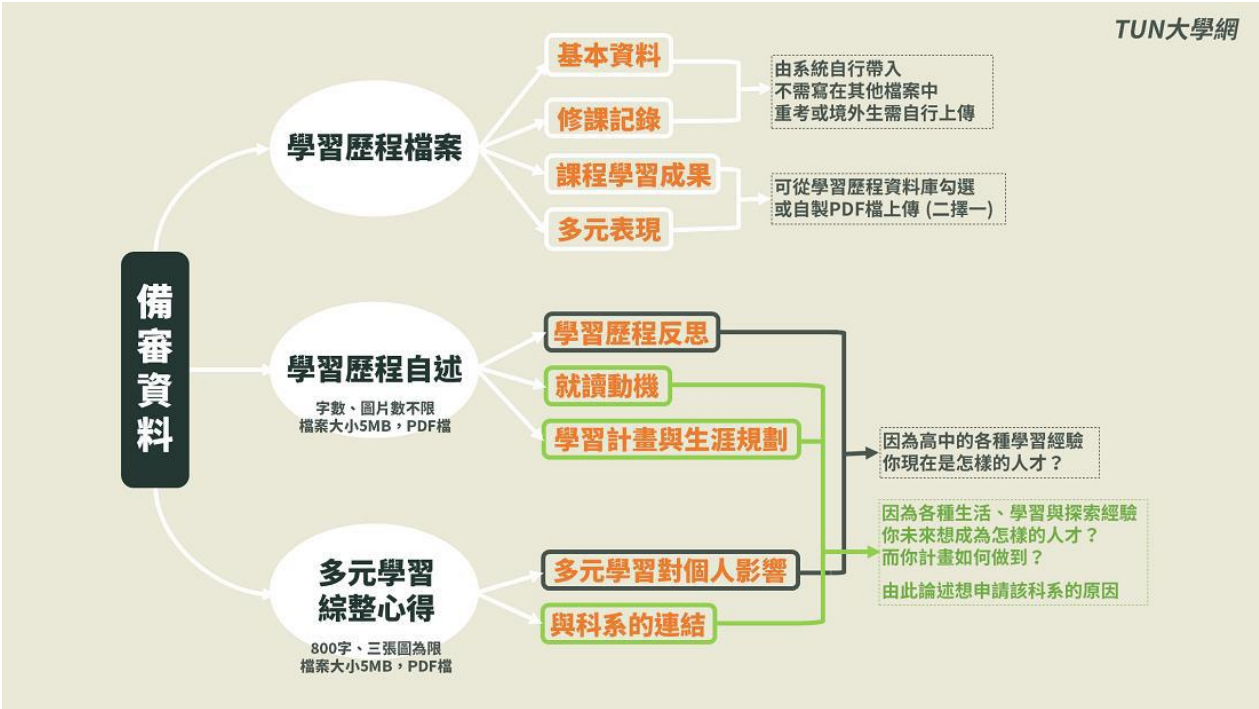 TUN大學網
備審資料
學習歷程檔案
基本資料
修課記錄
由系統自行帶入
不需寫在其他檔案中
重考或境外生需自行上傳
課程學習成果
多元表現
可從學習歷程資料庫勾選
或自製PDF檔上傳 (二擇一)
學習歷程自述
字數、圖片數不限
檔案大小5MB，PDF檔
學習歷程反思
就讀動機
學習計畫與生涯規劃
多元學習
綜整心得
800字、三張圖為限
檔案大小5MB，PDF檔
多元學習對個人影響
與科系的連結
因為高中的各種學習經驗
你現在是怎樣的人才？
因為各種生活、學習與探索經驗
你未來想成為怎樣的人才？
而你計畫如何做到？
由此論述想申請該科系的原因